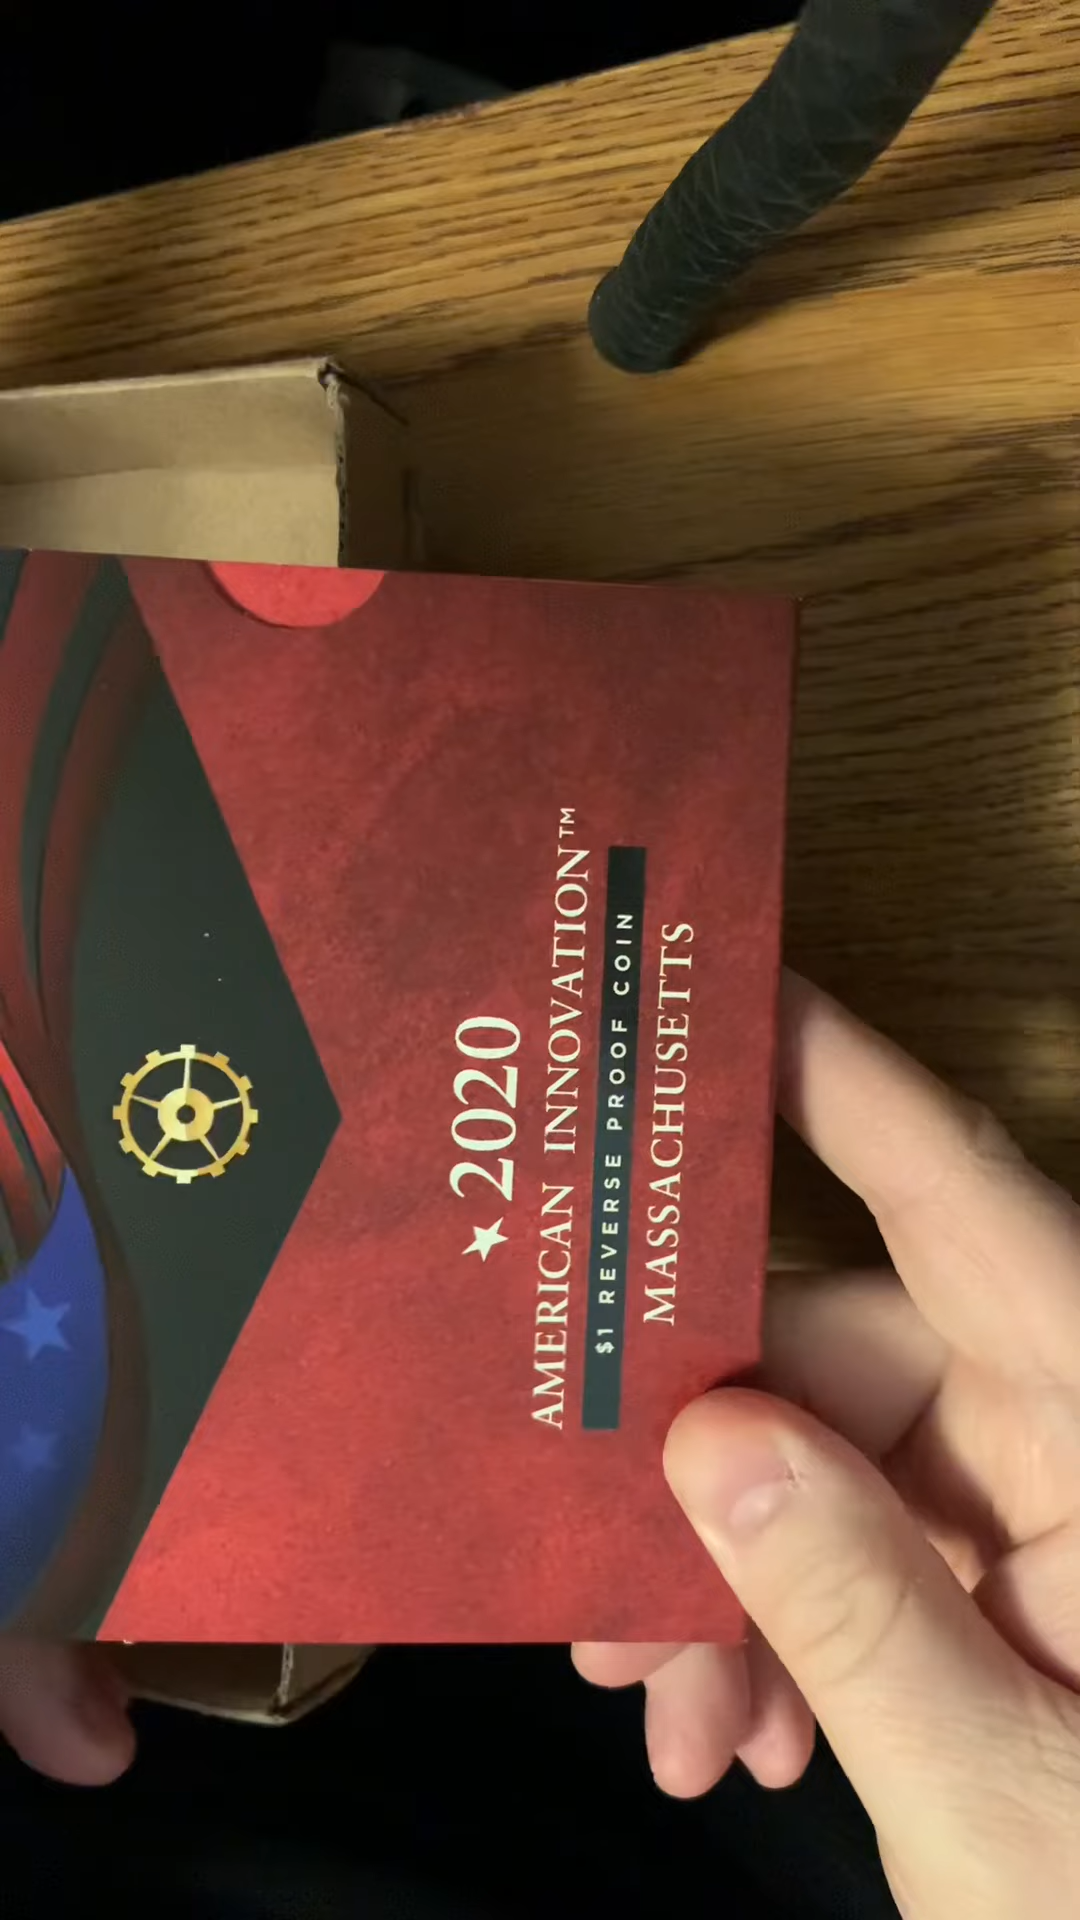 ★ 2020
AMERICAN INNOVATION™
$1 REVERSE PROOF COIN
MASSACHUSETTS